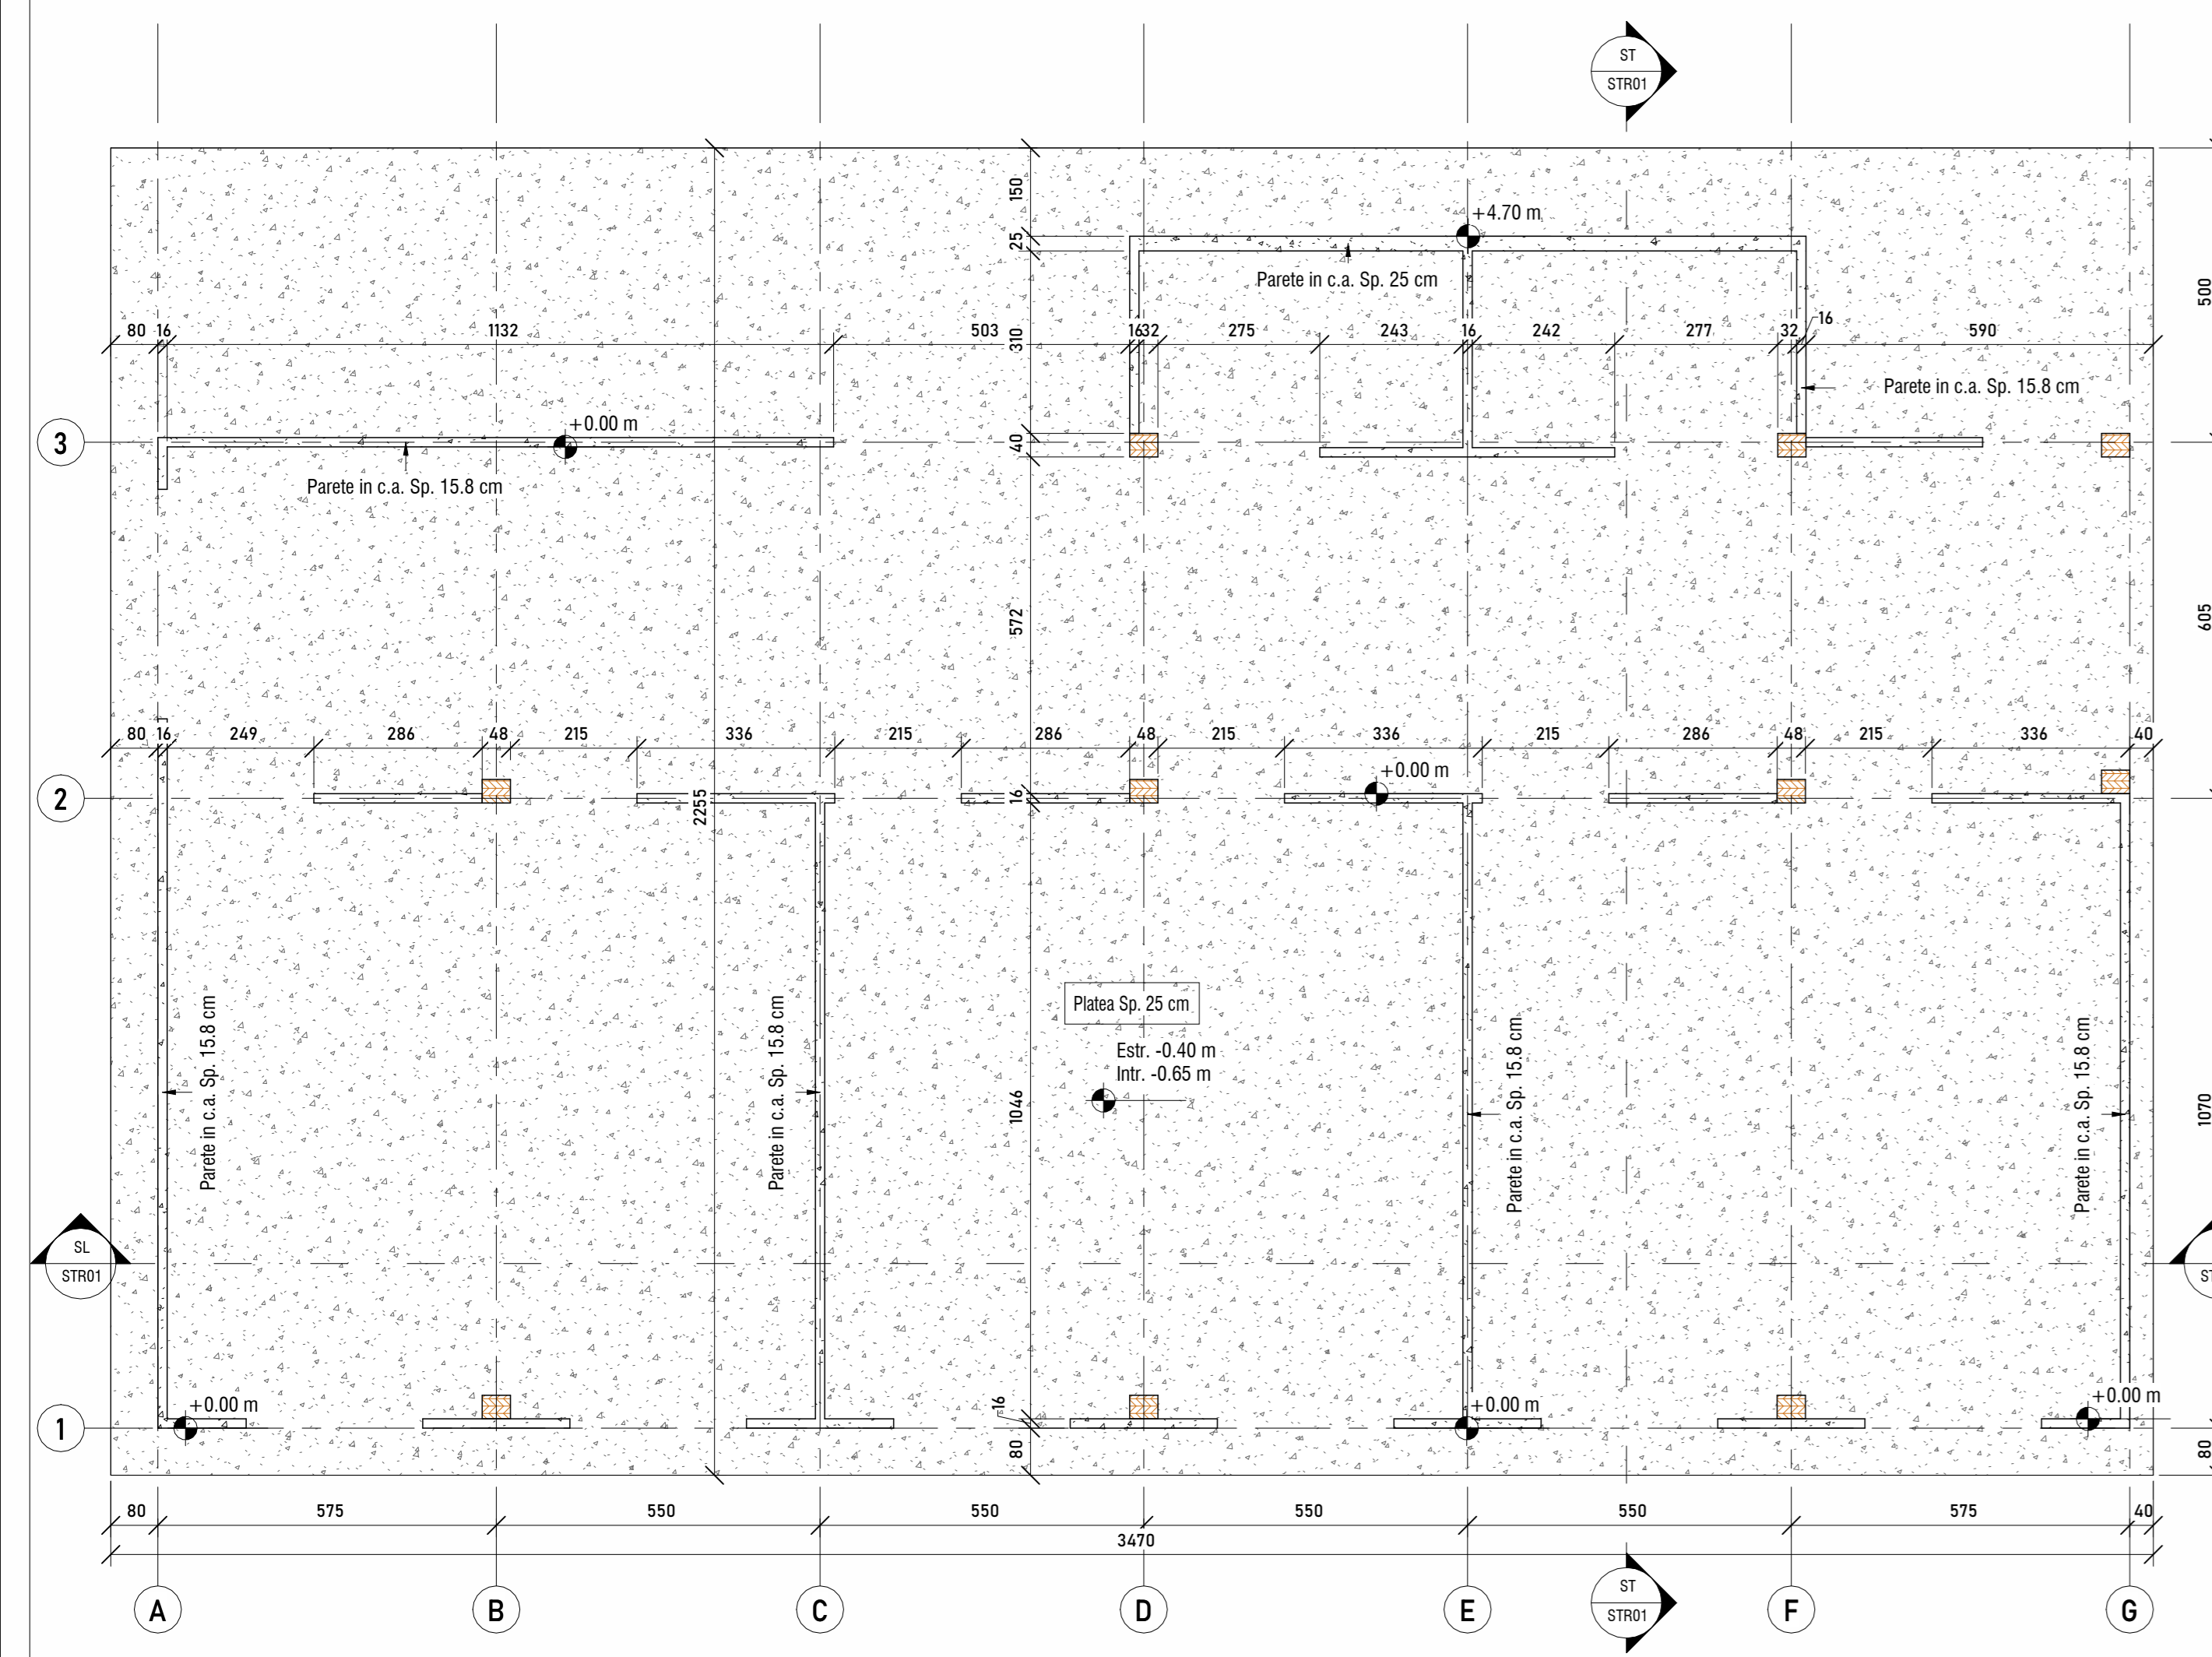 ST
STR01
150
+4.70 m
25
Parete in c.a. Sp. 25 cm
500
80 16 1132 503 310 16 32 275 243 16 242 277 32 16 590
Parete in c.a. Sp. 15.8 cm
+0.00 m
3
40
Parete in c.a. Sp. 15.8 cm
572
605
80 16 249 286 48 215 336 215 286 48 215 336 215 286 48 215 336 40
+0.00 m
2
2255
16
Platea Sp. 25 cm
Estr. -0.40 m
Intr. -0.65 m
Parete in c.a. Sp. 15.8 cm
Parete in c.a. Sp. 15.8 cm
Parete in c.a. Sp. 15.8 cm
Parete in c.a. Sp. 15.8 cm
1046
1070
SL
STR01
+0.00 m
+0.00 m
+0.00 m
16
1
80
80
80 575 550 550 550 550 575 40
3470
ST
STR01
A B C D E F G